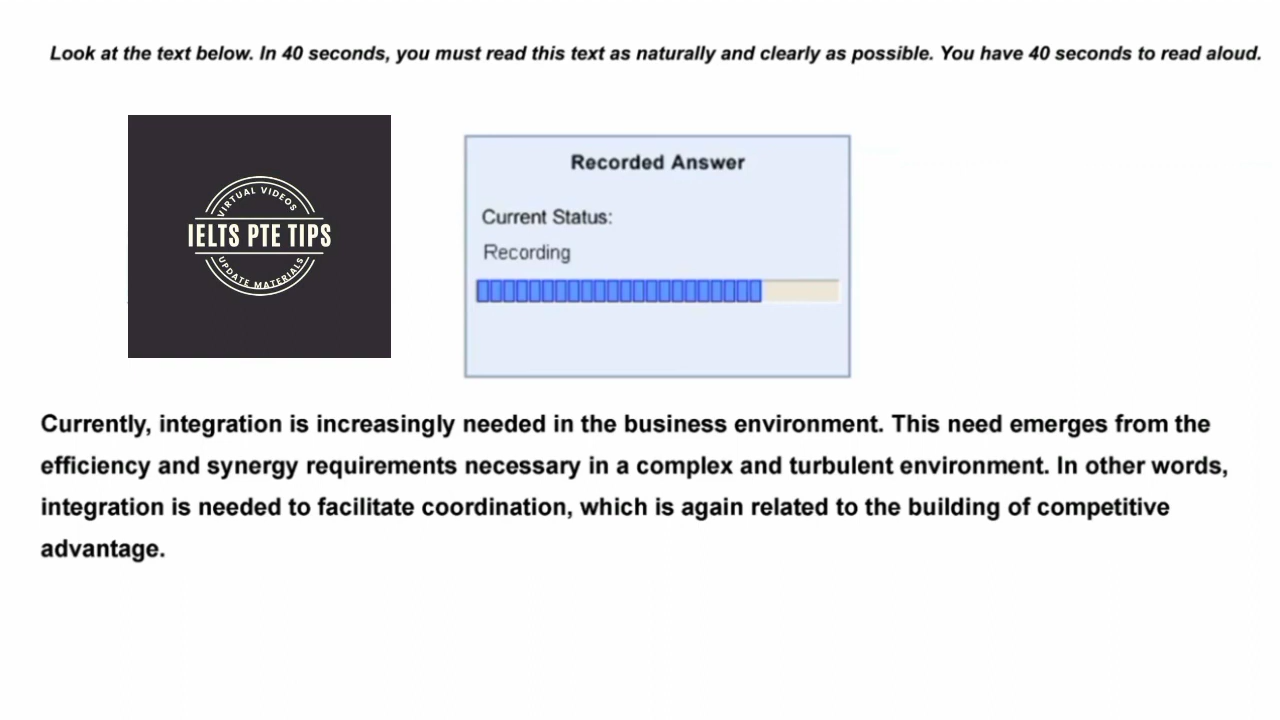 Look at the text below. In 40 seconds, you must read this text as naturally and clearly as possible. You have 40 seconds to read aloud.
VIRTUAL VIDEOS
IELTS PTE TIPS
UPDATE MATERIALS
Recorded Answer
Current Status:
Recording
Currently, integration is increasingly needed in the business environment. This need emerges from the
efficiency and synergy requirements necessary in a complex and turbulent environment. In other words,
integration is needed to facilitate coordination, which is again related to the building of competitive
advantage.